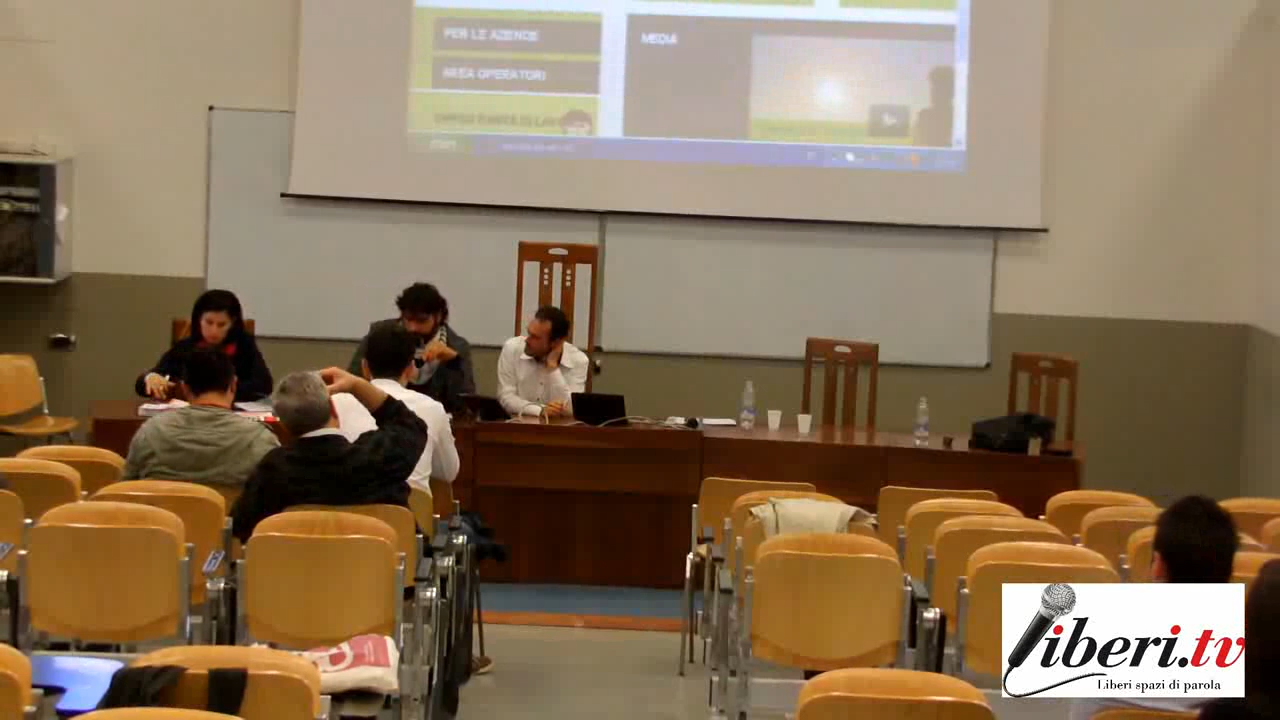 PER LE AZIENDE
MEDIA
AREA OPERATORI
liberi.tv
Liberi spazi di parola